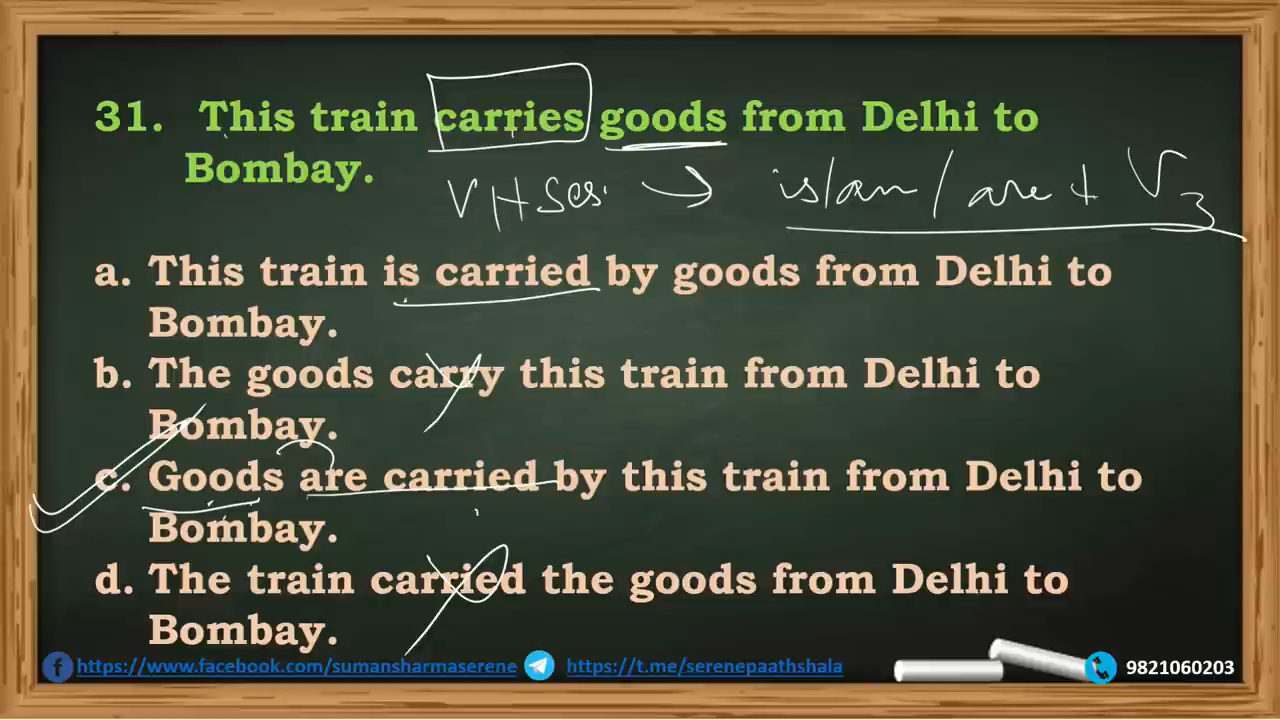 31. This train carries goods from Delhi to
Bombay.
V1+ses → is/am/are + V3
a. This train is carried by goods from Delhi to
Bombay.
b. The goods carry this train from Delhi to
Bombay.
c. Goods are carried by this train from Delhi to
Bombay.
d. The train carried the goods from Delhi to
Bombay.
https://www.facebook.com/sumansharmaserene https://t.me/serenepaathshala 9821060203